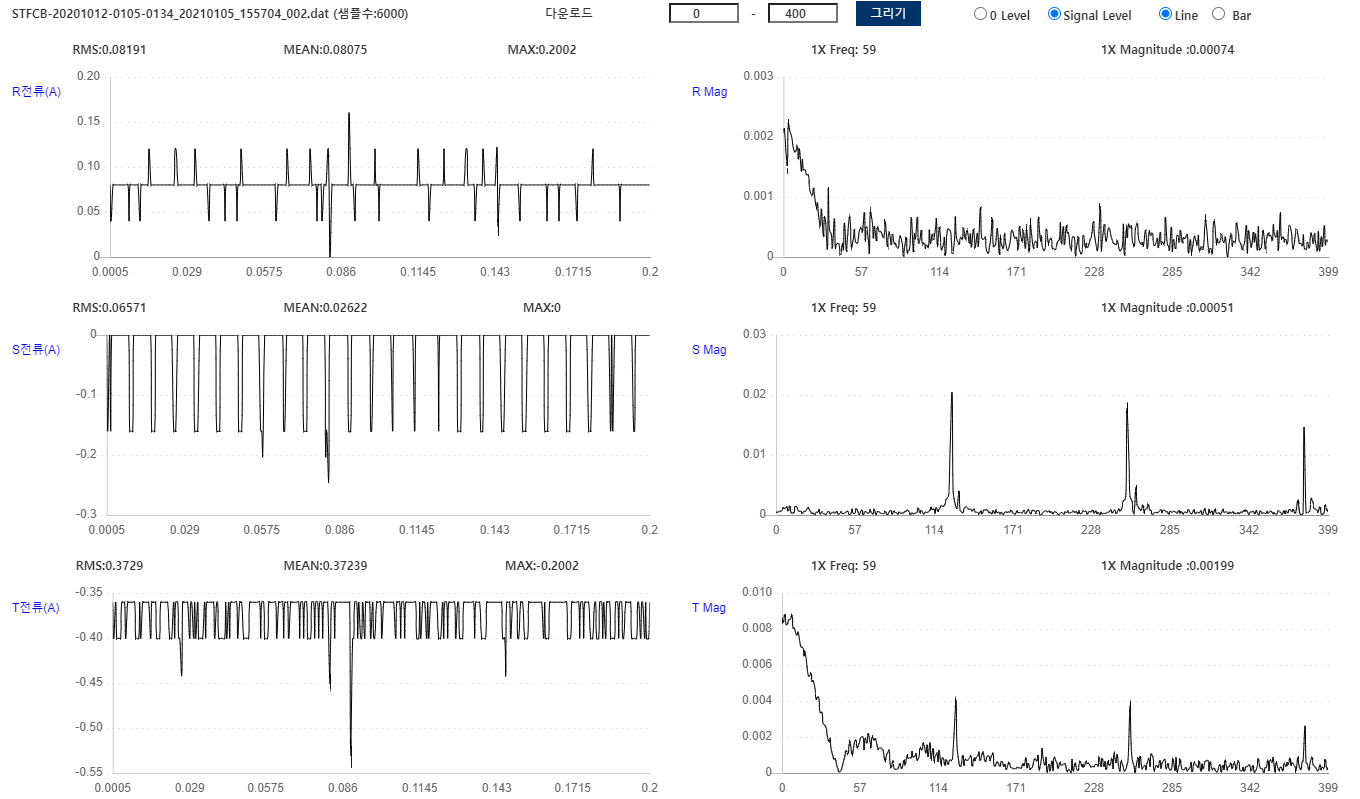 STFCB-20201012-0105-0134_20210105_155704_002.dat (샘플수:6000) 다운로드 0 - 400 그리기 0 Level Signal Level Line Bar
RMS:0.08191 MEAN:0.08075 MAX:0.2002 1X Freq: 59 1X Magnitude :0.00074
R전류(A)
0.20
0.15
0.10
0.05
0
0.0005 0.029 0.0575 0.086 0.1145 0.143 0.1715 0.2
R Mag
0.003
0.002
0.001
0
0 57 114 171 228 285 342 399
RMS:0.06571 MEAN:0.02622 MAX:0 1X Freq: 59 1X Magnitude :0.00051
S전류(A)
0
-0.1
-0.2
-0.3
0.0005 0.029 0.0575 0.086 0.1145 0.143 0.1715 0.2
S Mag
0.03
0.02
0.01
0
0 57 114 171 228 285 342 399
RMS:0.3729 MEAN:0.37239 MAX:-0.2002 1X Freq: 59 1X Magnitude :0.00199
T전류(A)
-0.35
-0.40
-0.45
-0.50
-0.55
0.0005 0.029 0.0575 0.086 0.1145 0.143 0.1715 0.2
T Mag
0.010
0.008
0.006
0.004
0.002
0
0 57 114 171 228 285 342 399